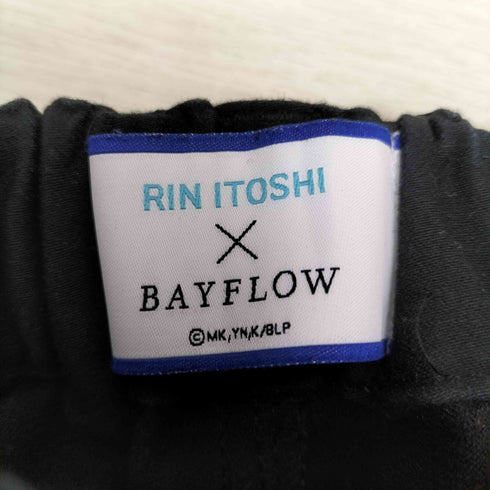 RIN ITOSHI
×
BAYFLOW
©MK,YN,K/BLP